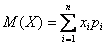 M(X) = \sum_{i=1}^{n} x_i p_i